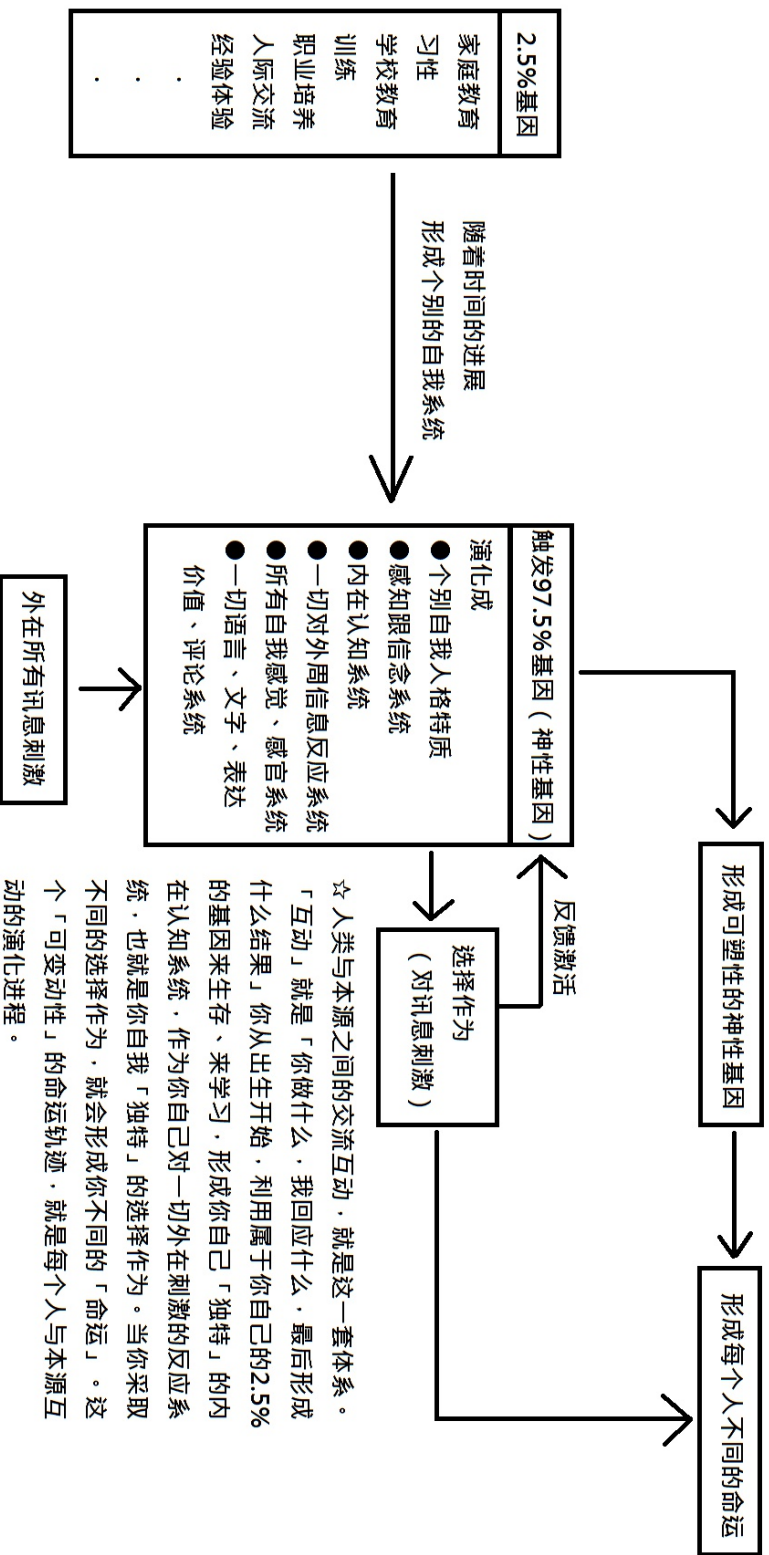 2.5%基因
家庭教育
习性
学校教育
训练
职业培养
人际交流
经验体验
·
·
·
随着时间的进展
形成个别的自我系统
触发97.5%基因（神性基因）
演化成
●个别自我人格特质
●感知跟信念系统
●内在认知系统
●一切对外周信息反应系统
●所有自我感觉、感官系统
●一切语言、文字、表达
价值、评论系统
外在所有讯息刺激
形成可塑性的神性基因
形成每个人不同的命运
反馈激活
选择作为
（对讯息刺激）
☆人类与本源之间的交流互动，就是这一套体系。
「互动」就是「你做什么，我回应什么，最后形成
什么结果」你从出生开始，利用属于你自己的2.5%
的基因来生存、来学习，形成你自己「独特」的内
在认知系统，作为你自己对一切外在刺激的反应系
统，也就是你自我「独特」的选择作为。当你采取
不同的选择作为，就会形成你不同的「命运」。这
个「可变动性」的命运轨迹，就是每个人与本源互
动的演化进程。